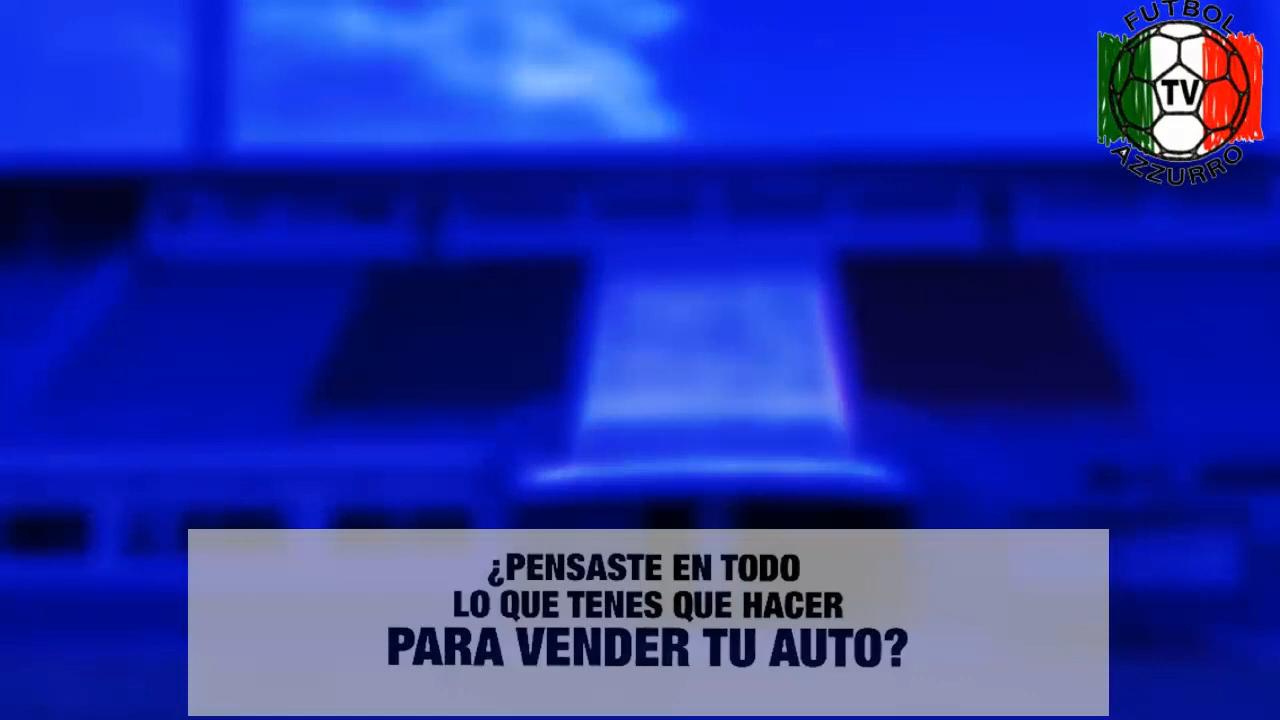 FUTBOL
TV
AZZURRO
¿PENSASTE EN TODO
LO QUE TENES QUE HACER
PARA VENDER TU AUTO?